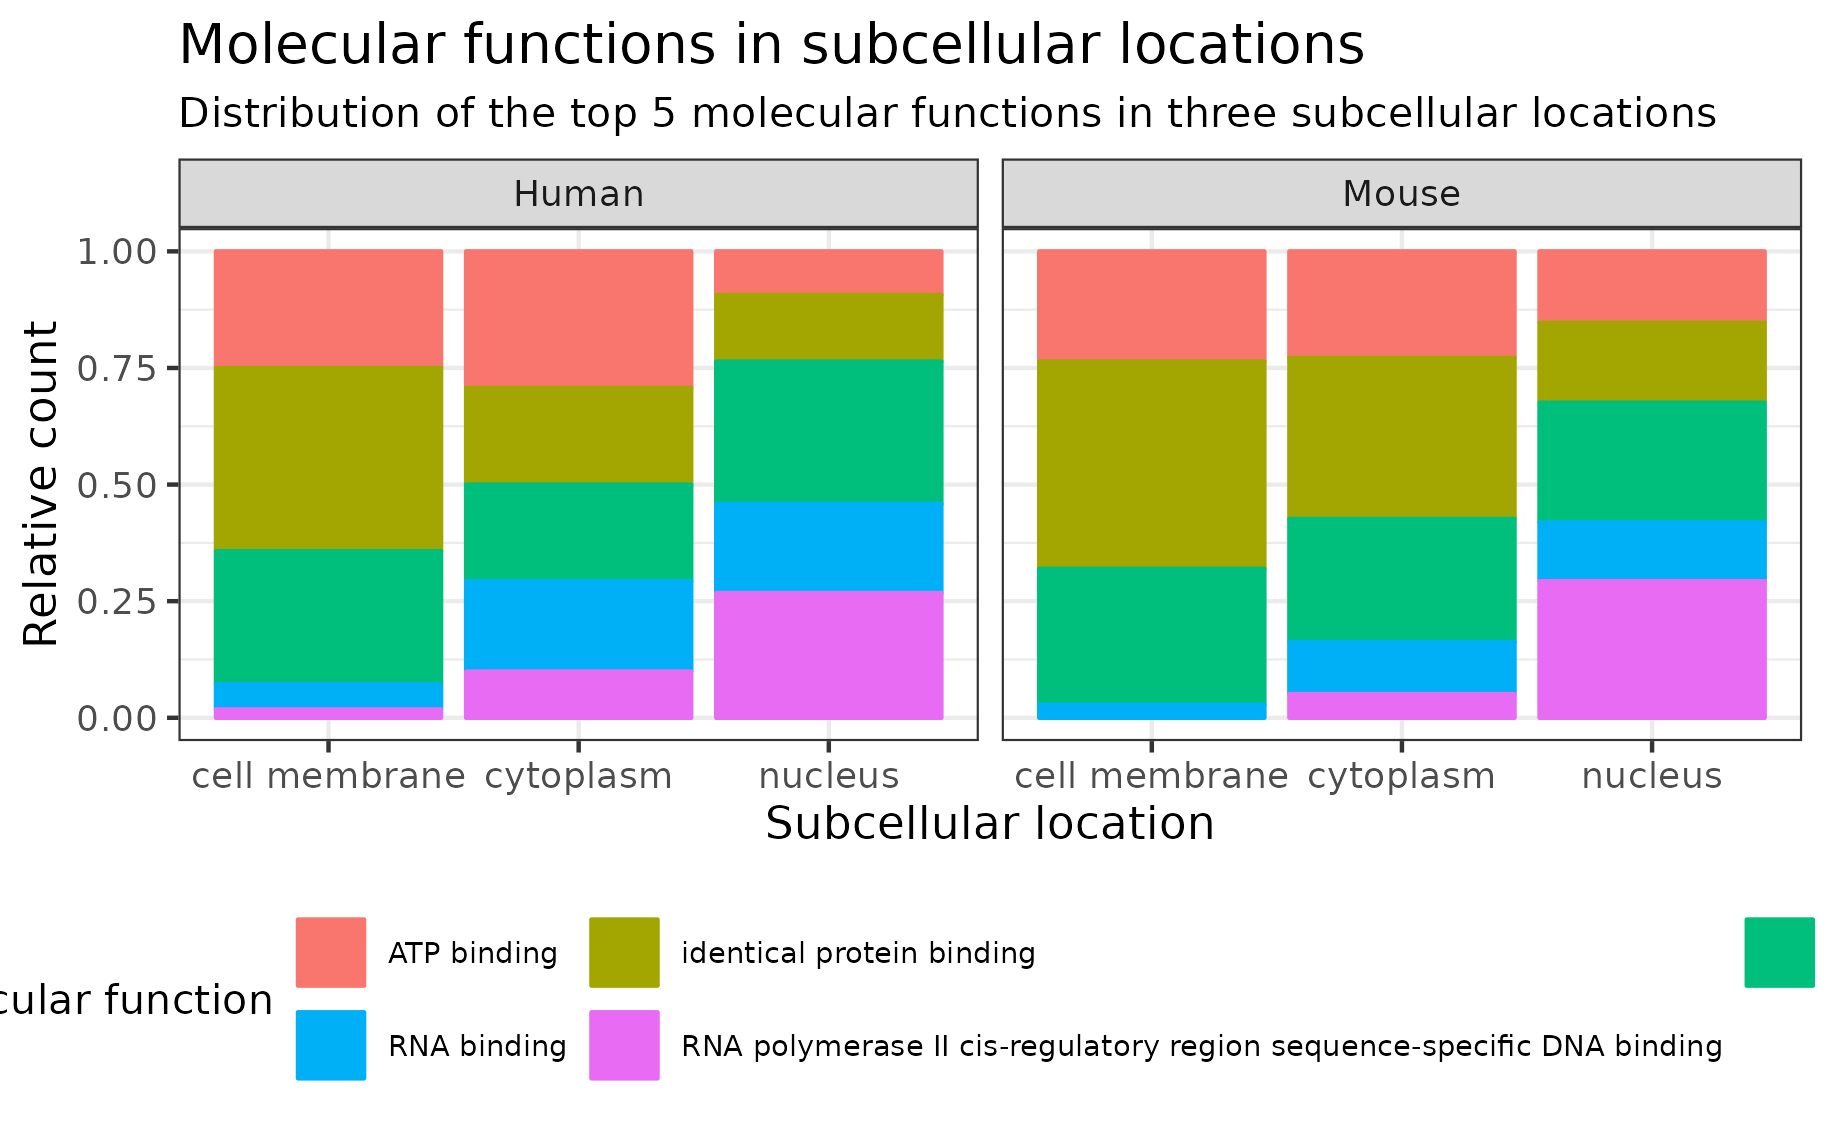 Molecular functions in subcellular locations
Distribution of the top 5 molecular functions in three subcellular locations
Human
Mouse
Relative count
1.00
0.75
0.50
0.25
0.00
cell membrane cytoplasm nucleus
cell membrane cytoplasm nucleus
Subcellular location
cular function
ATP binding
identical protein binding
RNA binding
RNA polymerase II cis-regulatory region sequence-specific DNA binding